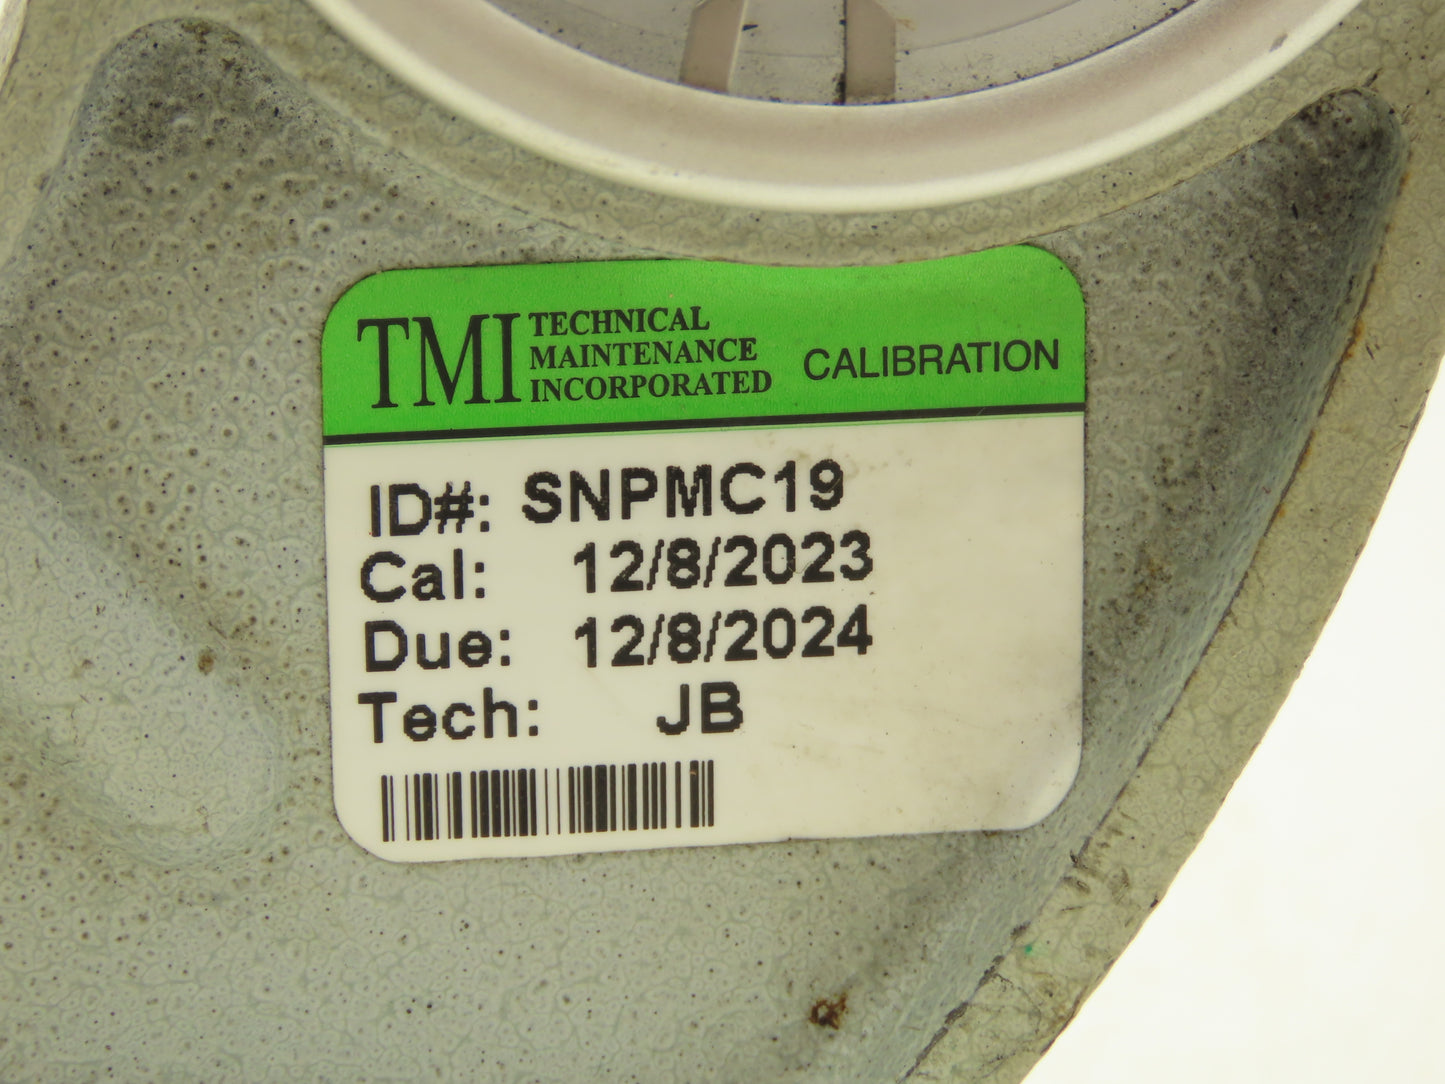 TMI TECHNICAL
MAINTENANCE
INCORPORATED
CALIBRATION
ID#: SNPMC19
Cal: 12/8/2023
Due: 12/8/2024
Tech: JB